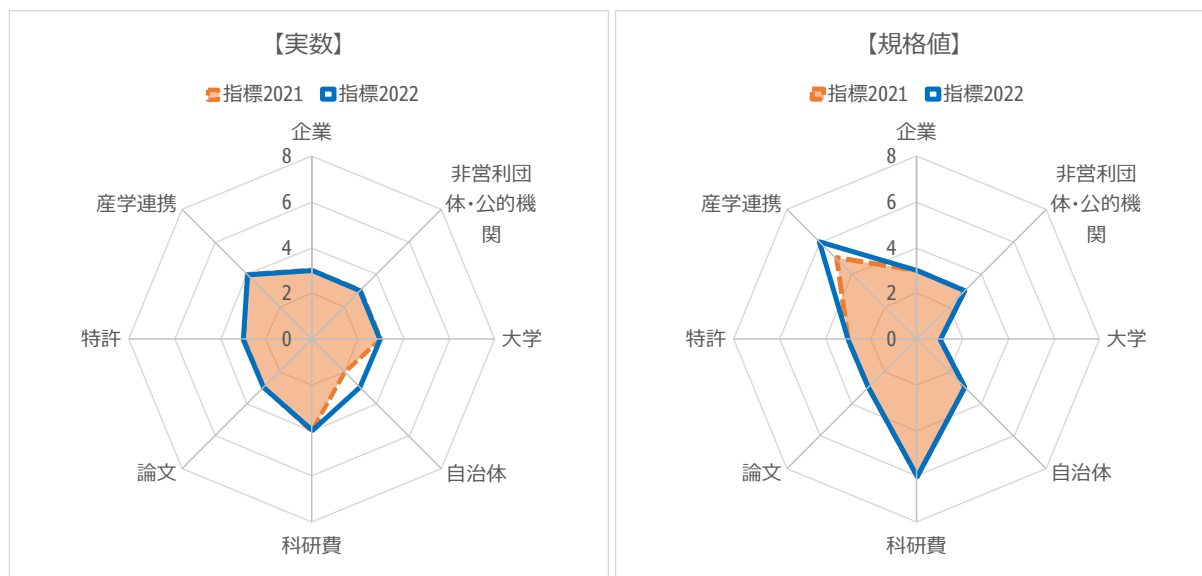 【実数】
指標2021 指標2022
企業
8
6
4
2
0
非営利団
体・公的機
関
大学
自治体
科研費
論文
特許
産学連携
【規格値】
指標2021 指標2022
企業
8
6
4
2
0
非営利団
体・公的機
関
大学
自治体
科研費
論文
特許
産学連携